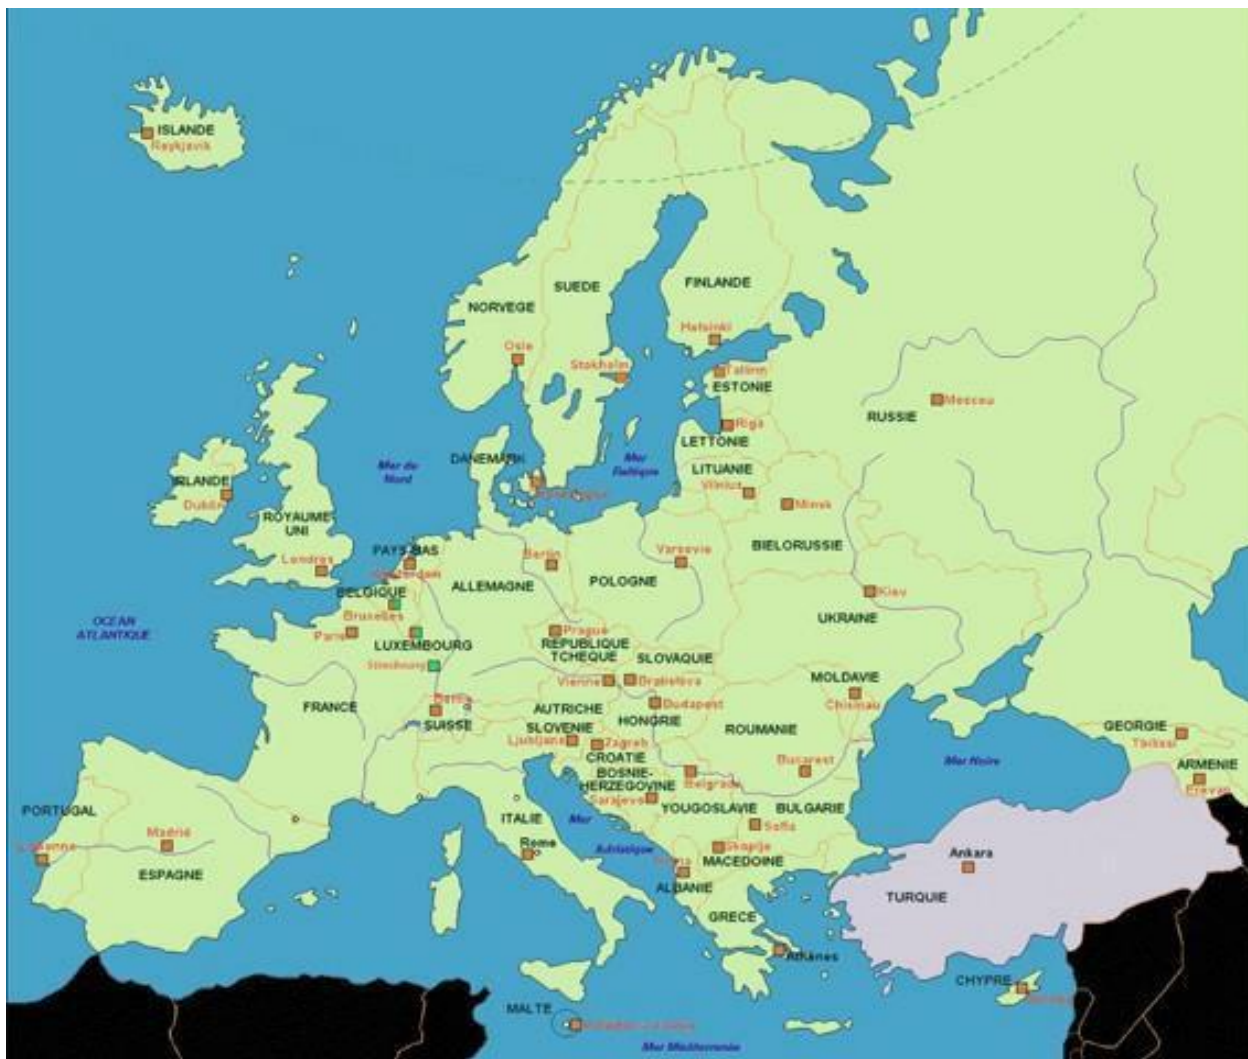 ISLANDE
Reykjavik
SUEDE
FINLANDE
NORVEGE
Helsinki
Oslo
Stokholm
Tallinn
ESTONIE
RUSSIE
Moscou
Riga
LETTONIE
DANEMARK
Mer du
Nord
Mer
Baltique
LITUANIE
Vilnius
IRLANDE
Dublin
Minsk
ROYAUME-
UNI
BIELORUSSIE
PAYS-BAS
Londres
Berlin
Varsovie
ALLEMAGNE
POLOGNE
BELGIQUE
Kiev
Bruxelles
UKRAINE
OCEAN
ATLANTIQUE
Paris
LUXEMBOURG
Prague
REPUBLIQUE
TCHEQUE
SLOVAQUIE
Strasbourg
Vienne
Bratislava
MOLDAVIE
Chisinau
FRANCE
Berne
SUISSE
AUTRICHE
Budapest
HONGRIE
SLOVENIE
ROUMANIE
GEORGIE
Ljubljana
Zagreb
CROATIE
Mer Noire
ARMENIE
BOSNIE-
HERZEGOVINE
Belgrade
Bucarest
Erevan
Sarajevo
YOUGOSLAVIE
BULGARIE
PORTUGAL
ITALIE
Mer
Adriatique
Sofia
Madrid
Rome
Skopje
MACEDOINE
Ankara
ESPAGNE
ALBANIE
TURQUIE
GRECE
Athènes
CHYPRE
MALTE
Mer Méditerranée